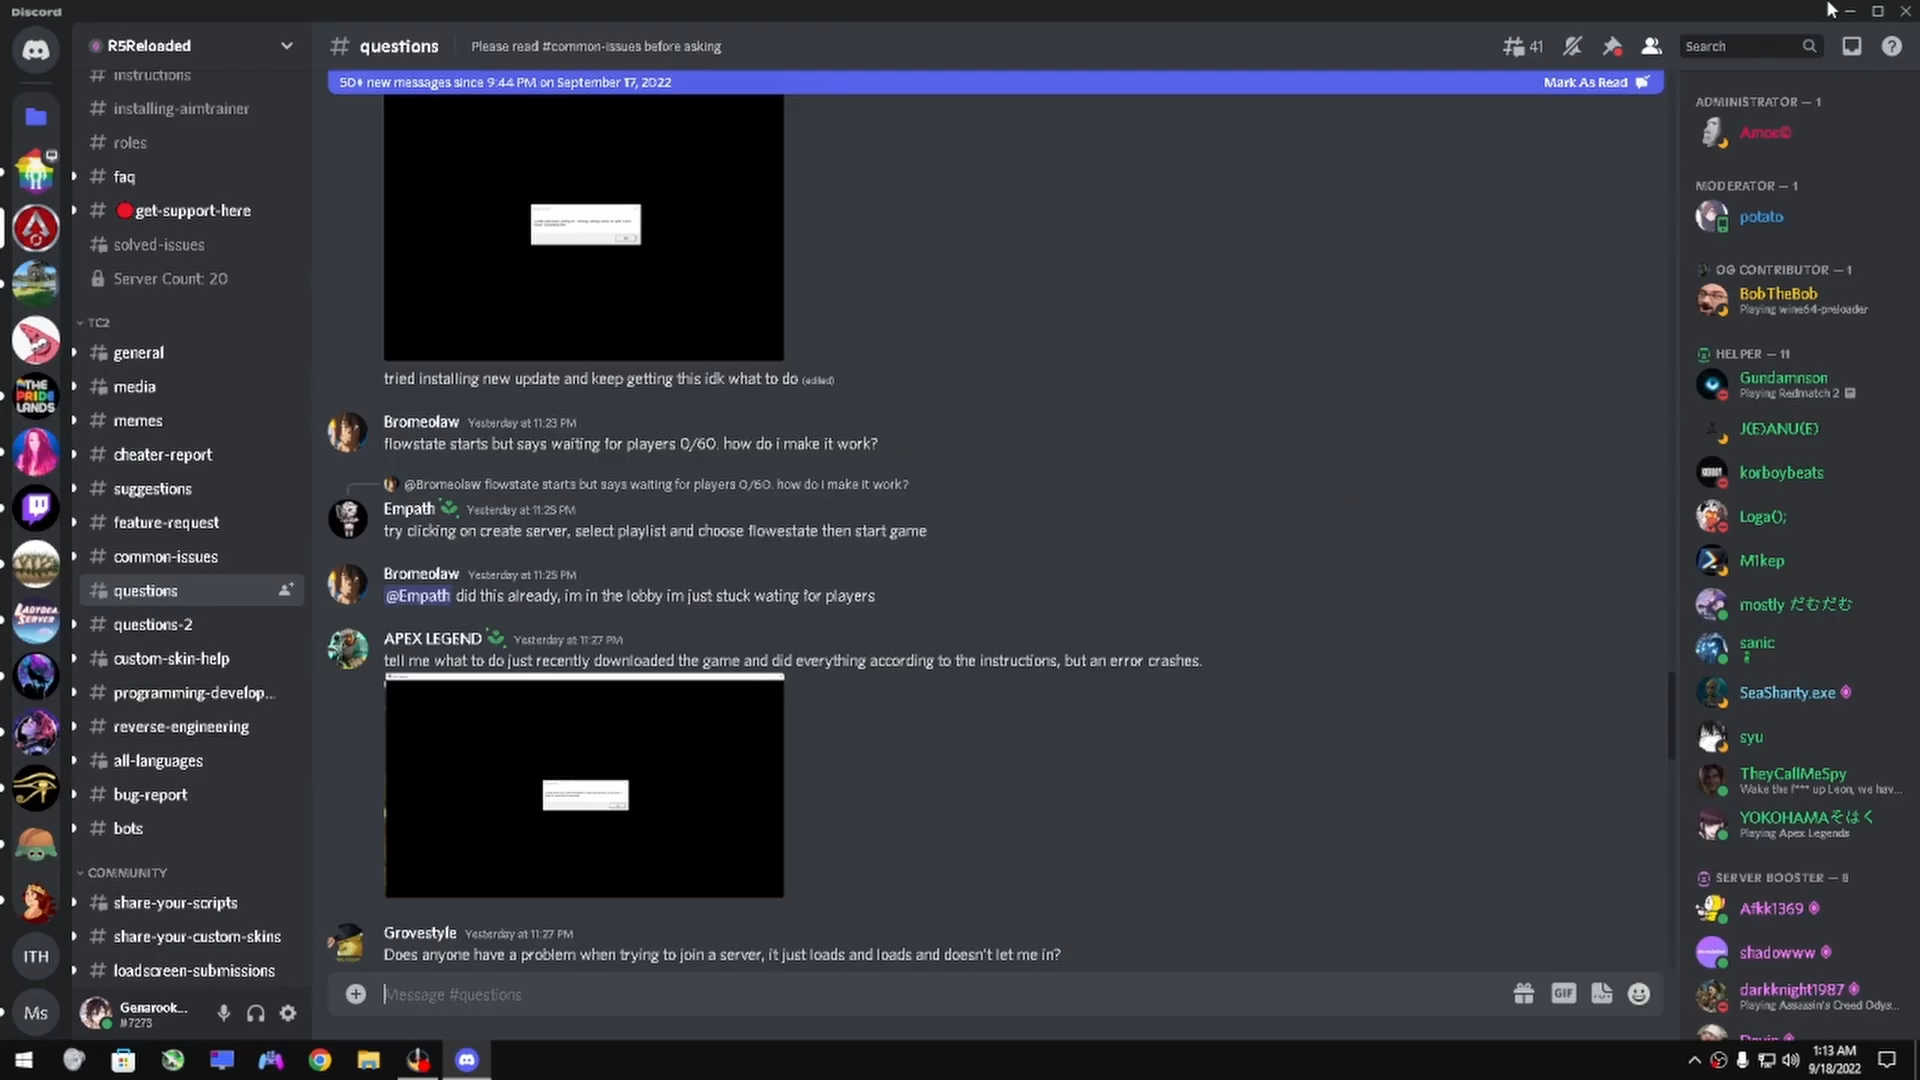 Discord
R5Reloaded
instructions
installing-aimtrainer
roles
faq
get-support-here
solved-issues
Server Count: 20
TC2
general
media
memes
cheater-report
suggestions
feature-request
common-issues
questions
questions-2
custom-skin-help
programming-develop...
reverse-engineering
all-languages
bug-report
bots
COMMUNITY
share-your-scripts
share-your-custom-skins
loadscreen-submissions
THE PRIDE LANDS
LADYBEA SERVER
ITH
Ms
Genarook...
#7273
# questions
Please read #common-issues before asking
41
Search
50+ new messages since 9:44 PM on September 17, 2022
Mark As Read
tried installing new update and keep getting this idk what to do (edited)
Bromeolaw Yesterday at 11:23 PM
flowstate starts but says waiting for players 0/60. how do i make it work?
@Bromeolaw flowstate starts but says waiting for players 0/60. how do i make it work?
Empath Yesterday at 11:25 PM
try clicking on create server, select playlist and choose flowestate then start game
Bromeolaw Yesterday at 11:25 PM
@Empath did this already, im in the lobby im just stuck wating for players
APEX LEGEND Yesterday at 11:27 PM
tell me what to do just recently downloaded the game and did everything according to the instructions, but an error crashes.
Grovestyle Yesterday at 11:27 PM
Does anyone have a problem when trying to join a server, it just loads and loads and doesn't let me in?
Message #questions
GIF
ADMINISTRATOR — 1
Amos©
MODERATOR — 1
potato
OG CONTRIBUTOR — 1
BobTheBob
Playing wine64-preloader
HELPER — 11
Gundamnson
Playing Redmatch 2
J(E)ANU(E)
korboybeats
Loga();
M1kep
mostly だむだむ
sanic
SeaShanty.exe
syu
TheyCallMeSpy
Wake the f*** up Leon, we hav...
YOKOHAMAそはく
Playing Apex Legends
SERVER BOOSTER — 8
Afkk1369
shadowww
darkknight1987
Playing Assassin's Creed Odys...
1:13 AM
9/18/2022